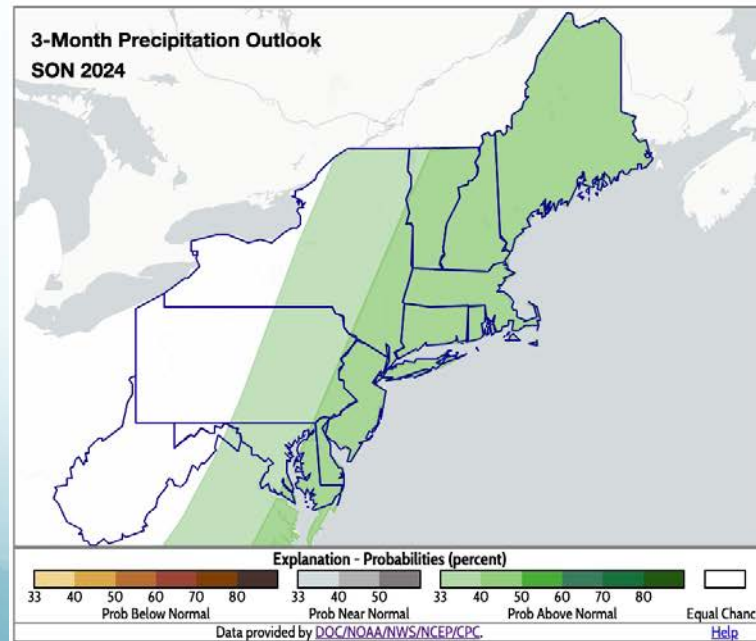 3-Month Precipitation Outlook
SON 2024
Explanation - Probabilities (percent)
33 40 50 60 70 80 33 40 50 33 40 50 60 70 80
Prob Below Normal Prob Near Normal Prob Above Normal Equal Chanc
Data provided by DOC/NOAA/NWS/NCEP/CPC. Help